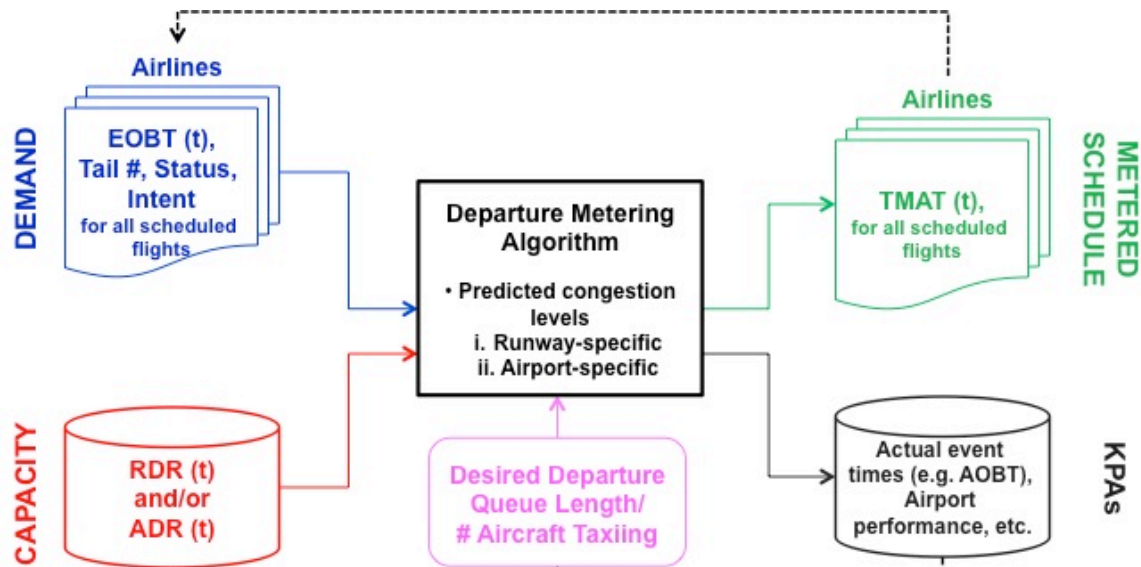 Airlines
DEMAND
EOBT (t),
Tail #, Status,
Intent
for all scheduled
flights
Departure Metering
Algorithm
• Predicted congestion
levels
i. Runway-specific
ii. Airport-specific
Airlines
TMAT (t),
for all scheduled
flights
METERED
SCHEDULE
CAPACITY
RDR (t)
and/or
ADR (t)
Desired Departure
Queue Length/
# Aircraft Taxiing
Actual event
times (e.g. AOBT),
Airport
performance, etc.
KPAs